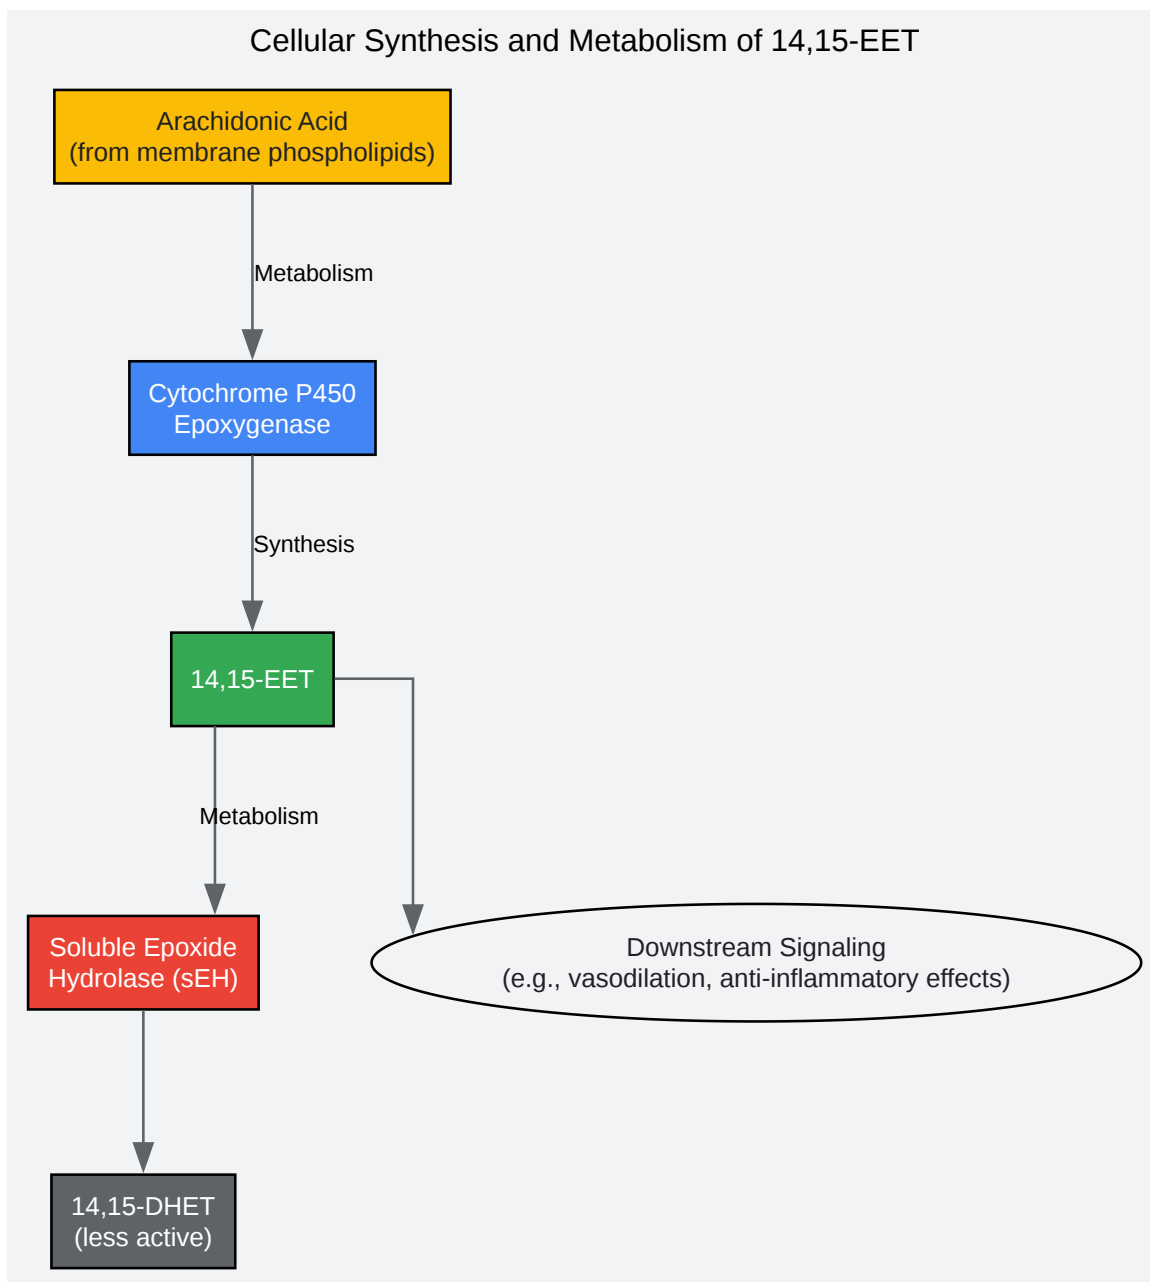 Cellular Synthesis and Metabolism of 14,15-EET
Arachidonic Acid
(from membrane phospholipids)
Metabolism
Cytochrome P450
Epoxygenase
Synthesis
14,15-EET
Metabolism
Soluble Epoxide
Hydrolase (sEH)
Downstream Signaling
(e.g., vasodilation, anti-inflammatory effects)
14,15-DHET
(less active)